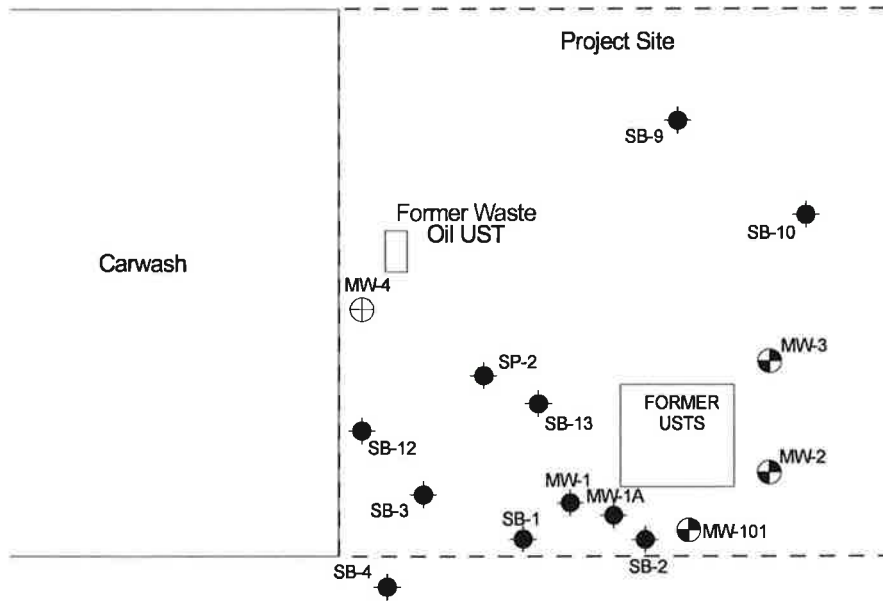 Project Site
SB-9
Former Waste
Oil UST
SB-10
Carwash
MW-4
MW-3
SP-2
FORMER
USTS
SB-13
SB-12
MW-2
MW-1
MW-1A
SB-3
SB-1
MW-101
SB-2
SB-4